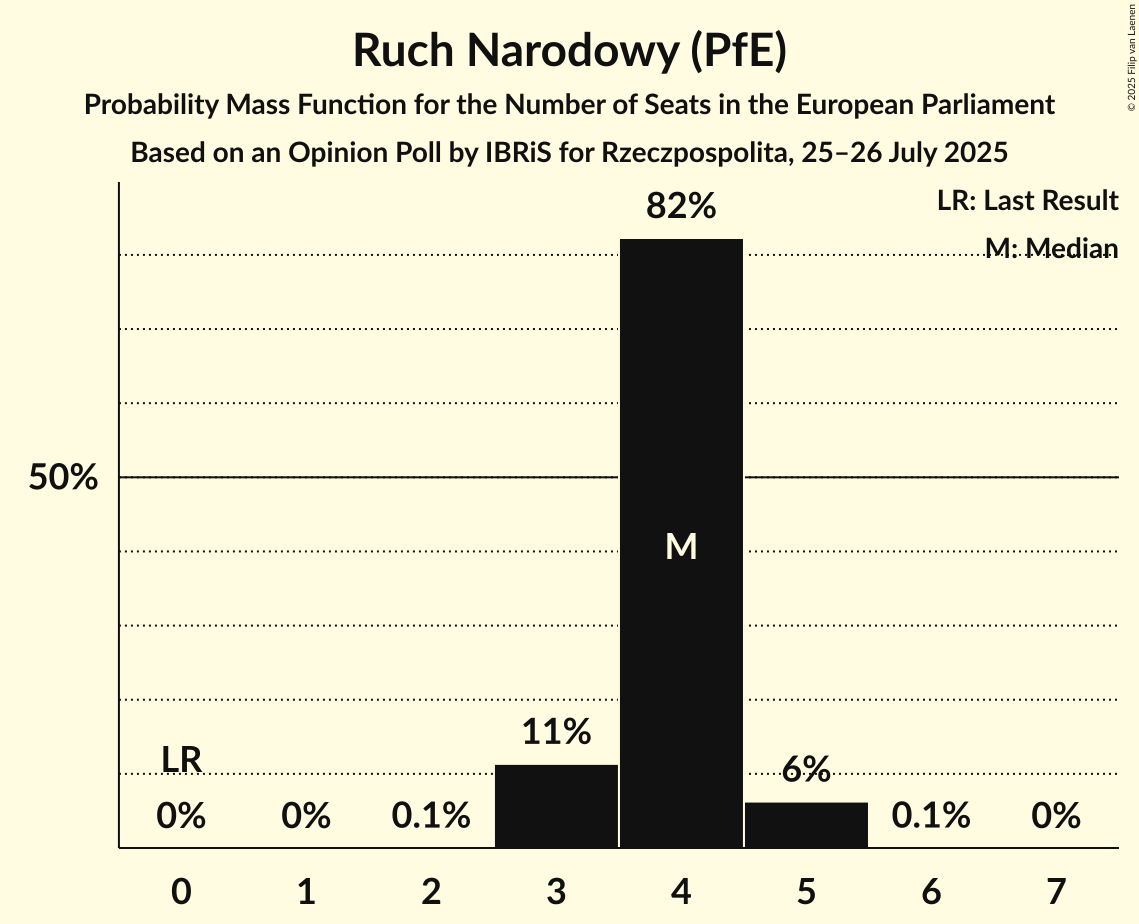 Ruch Narodowy (PfE)
Probability Mass Function for the Number of Seats in the European Parliament
Based on an Opinion Poll by IBRiS for Rzeczpospolita, 25–26 July 2025
© 2025 Filip van Laenen
LR: Last Result
M: Median
82%
50%
M
11%
LR
6%
0%
0%
0.1%
0.1%
0%
0 1 2 3 4 5 6 7